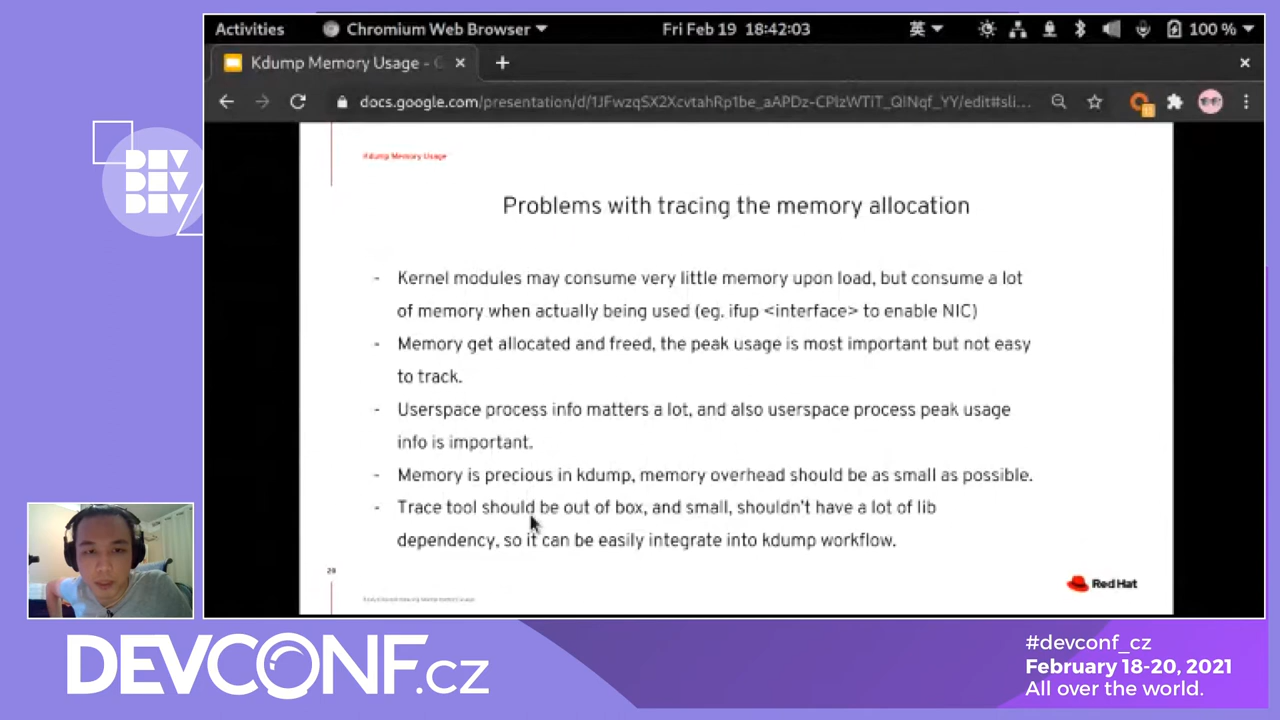 Activities
Chromium Web Browser
Fri Feb 19 18:42:03
英
100 %
Kdump Memory Usage - G
docs.google.com/presentation/d/1JFwzqSX2XcvtahRp1be_aAPDz-CPlzWTiT_QINqf_YY/edit#sli...
DEV
DEV
DEV
Kdump Memory Usage
Problems with tracing the memory allocation
- Kernel modules may consume very little memory upon load, but consume a lot
of memory when actually being used (eg. ifup <interface> to enable NIC)
- Memory get allocated and freed, the peak usage is most important but not easy
to track.
- Userspace process info matters a lot, and also userspace process peak usage
info is important.
- Memory is precious in kdump, memory overhead should be as small as possible.
- Trace tool should be out of box, and small, shouldn't have a lot of lib
dependency, so it can be easily integrate into kdump workflow.
Red Hat
DEVCONF.cz
#devconf_cz
February 18-20, 2021
All over the world.